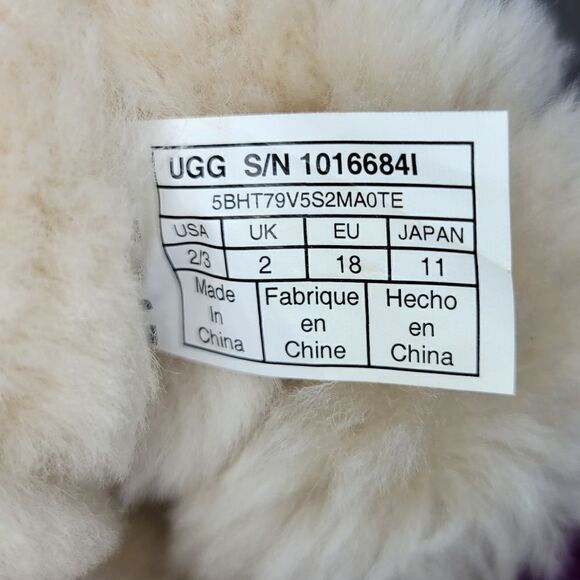 UGG S/N 1016684I
5BHT79V5S2MA0TE
USA UK EU JAPAN
2/3 2 18 11
Made Fabrique Hecho
In en en
China Chine China